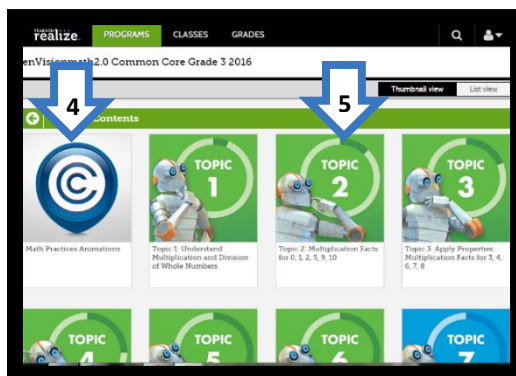 realize. PROGRAMS CLASSES GRADES
enVisionmath2.0 Common Core Grade 3 2016
Thumbnail view List view
4
5
Contents
TOPIC
1
TOPIC
2
TOPIC
3
Math Practices Animations
Topic 1: Understand
Multiplication and Division
of Whole Numbers
Topic 2: Multiplication Facts
for 0, 1, 2, 5, 9, 10
Topic 3: Apply Properties
Multiplication Facts for 3, 4,
6, 7, 8
TOPIC
4
TOPIC
5
TOPIC
6
TOPIC
7